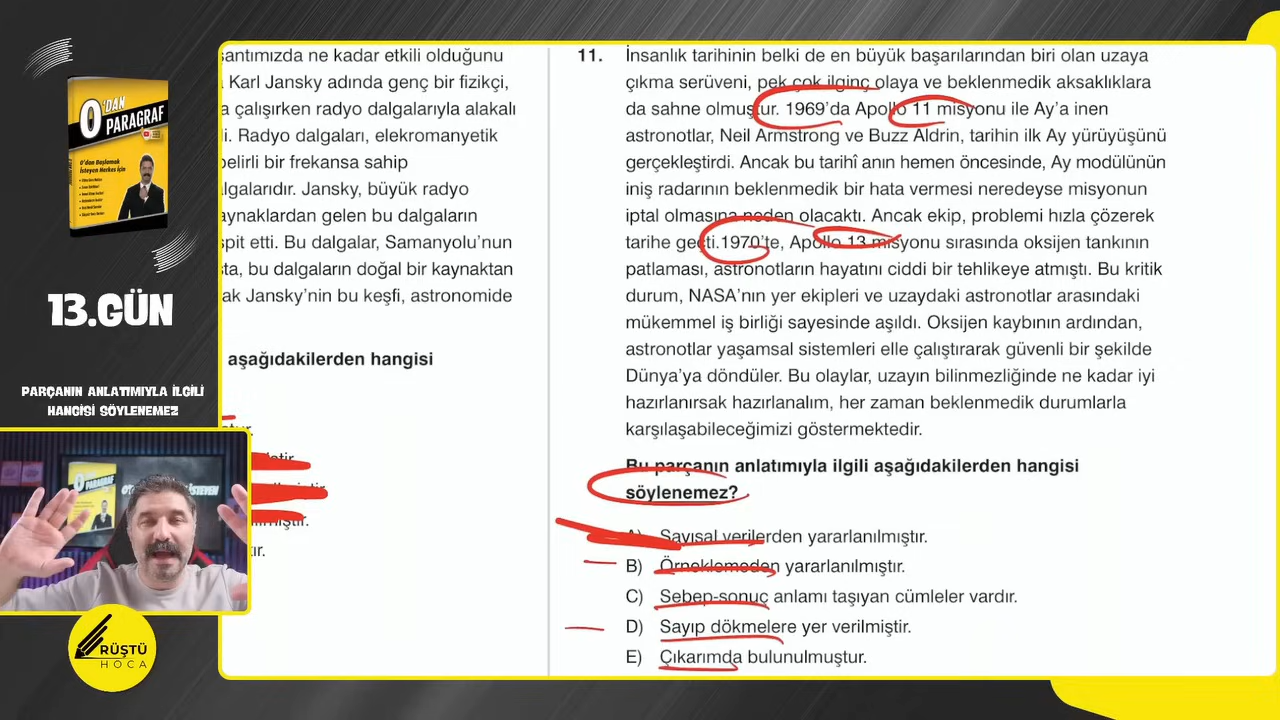 0'DAN
PARAGRAF
0'dan Başlamak
İsteyen Herkes İçin
13.GÜN
PARÇANIN ANLATIMIYLA İLGİLİ
HANGİSİ SÖYLENEMEZ
RÜŞTÜ
HOCA
santımızda ne kadar etkili olduğunu
Karl Jansky adında genç bir fizikçi,
a çalışırken radyo dalgalarıyla alakalı
i. Radyo dalgaları, elekromanyetik
belirli bir frekansa sahip
algalarıdır. Jansky, büyük radyo
aynaklardan gelen bu dalgaların
spit etti. Bu dalgalar, Samanyolu'nun
sta, bu dalgaların doğal bir kaynaktan
ak Jansky'nin bu keşfi, astronomide
aşağıdakilerden hangisi
11. İnsanlık tarihinin belki de en büyük başarılarından biri olan uzaya
çıkma serüveni, pek çok ilginç olaya ve beklenmedik aksaklıklara
da sahne olmuştur. 1969'da Apollo 11 misyonu ile Ay'a inen
astronotlar, Neil Armstrong ve Buzz Aldrin, tarihin ilk Ay yürüyüşünü
gerçekleştirdi. Ancak bu tarihî anın hemen öncesinde, Ay modülünün
iniş radarının beklenmedik bir hata vermesi neredeyse misyonun
iptal olmasına neden olacaktı. Ancak ekip, problemi hızla çözerek
tarihe geçti.1970'te, Apollo 13 misyonu sırasında oksijen tankının
patlaması, astronotların hayatını ciddi bir tehlikeye atmıştı. Bu kritik
durum, NASA'nın yer ekipleri ve uzaydaki astronotlar arasındaki
mükemmel iş birliği sayesinde aşıldı. Oksijen kaybının ardından,
astronotlar yaşamsal sistemleri elle çalıştırarak güvenli bir şekilde
Dünya'ya döndüler. Bu olaylar, uzayın bilinmezliğinde ne kadar iyi
hazırlanırsak hazırlanalım, her zaman beklenmedik durumlarla
karşılaşabileceğimizi göstermektedir.
Bu parçanın anlatımıyla ilgili aşağıdakilerden hangisi
söylenemez?
A) Sayısal verilerden yararlanılmıştır.
B) Örneklemeden yararlanılmıştır.
C) Sebep-sonuç anlamı taşıyan cümleler vardır.
D) Sayıp dökmelere yer verilmiştir.
E) Çıkarımda bulunulmuştur.